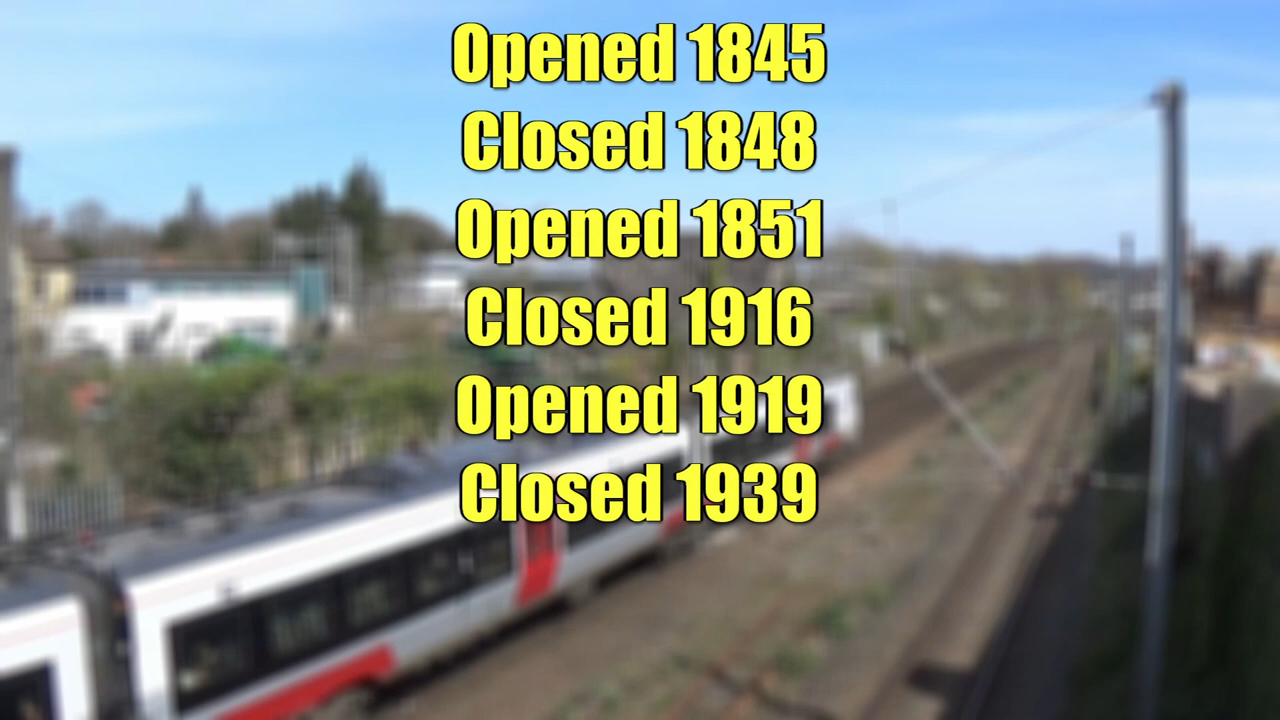 Opened 1845
Closed 1848
Opened 1851
Closed 1916
Opened 1919
Closed 1939